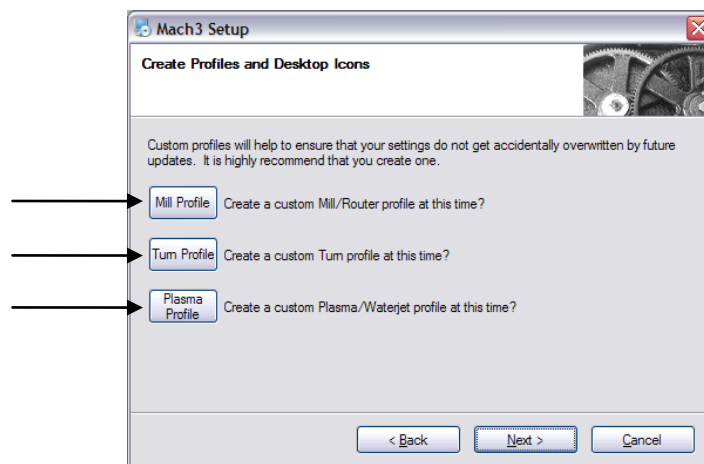 Mach3 Setup
Create Profiles and Desktop Icons
Custom profiles will help to ensure that your settings do not get accidentally overwritten by future
updates. It is highly recommend that you create one.
Mill Profile Create a custom Mill/Router profile at this time?
Turn Profile Create a custom Turn profile at this time?
Plasma
Profile Create a custom Plasma/Waterjet profile at this time?
< Back Next > Cancel